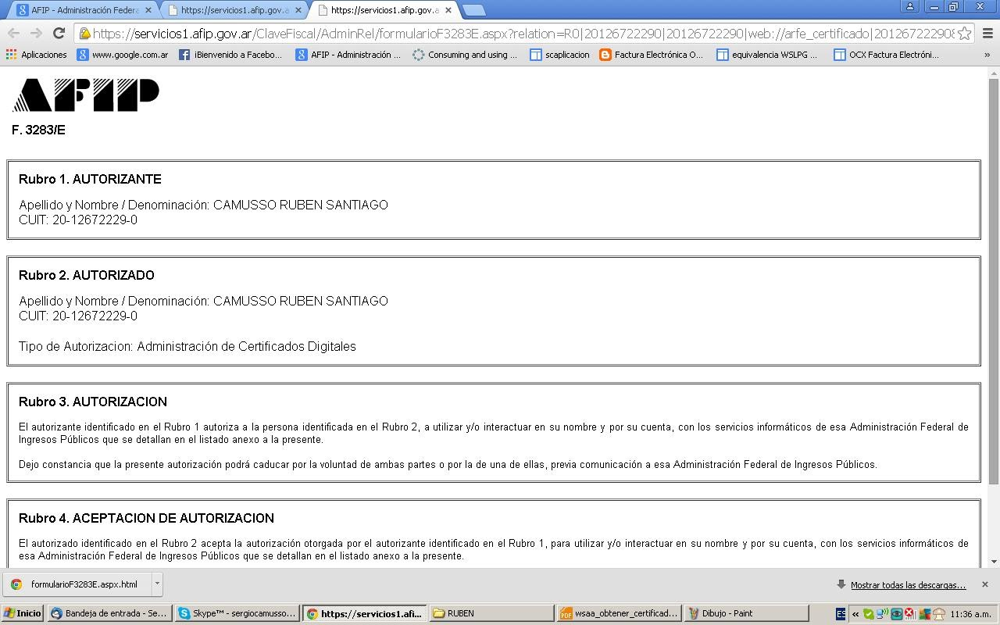 AFIP - Administración Federa
https://servicios1.afip.gov.a
https://servicios1.afip.gov.a
https://servicios1.afip.gov.ar/ClaveFiscal/AdminRel/formularioF3283E.aspx?relation=R0|20126722290|20126722290|web://arfe_certificado|20126722290
Aplicaciones
www.google.com.ar
iBienvenido a Facebo...
AFIP - Administración ...
Consuming and using ...
scaplicacion
Factura Electrónica O...
equivalencia WSLPG ...
OCX Factura Electróni...
»
AFIP
F. 3283/E
Rubro 1. AUTORIZANTE
Apellido y Nombre / Denominación: CAMUSSO RUBEN SANTIAGO
CUIT: 20-12672229-0
Rubro 2. AUTORIZADO
Apellido y Nombre / Denominación: CAMUSSO RUBEN SANTIAGO
CUIT: 20-12672229-0
Tipo de Autorizacion: Administración de Certificados Digitales
Rubro 3. AUTORIZACION
El autorizante identificado en el Rubro 1 autoriza a la persona identificada en el Rubro 2, a utilizar y/o interactuar en su nombre y por su cuenta, con los servicios informáticos de esa Administración Federal de
Ingresos Públicos que se detallan en el listado anexo a la presente.
Dejo constancia que la presente autorización podrá caducar por la voluntad de ambas partes o por la de una de ellas, previa comunicación a esa Administración Federal de Ingresos Públicos.
Rubro 4. ACEPTACION DE AUTORIZACION
El autorizado identificado en el Rubro 2 acepta la autorización otorgada por el autorizante identificado en el Rubro 1, para utilizar y/o interactuar en su nombre y por su cuenta, con los servicios informáticos de
esa Administración Federal de Ingresos Públicos que se detallan en el listado anexo a la presente.
formularioF3283E.aspx.html
Mostrar todas las descargas...
Inicio
Bandeja de entrada - Se...
Skype™ - sergiocamusso...
https://servicios1.afi...
RUBEN
wsaa_obtener_certificad...
Dibujo - Paint
ES
«
11:36 a.m.